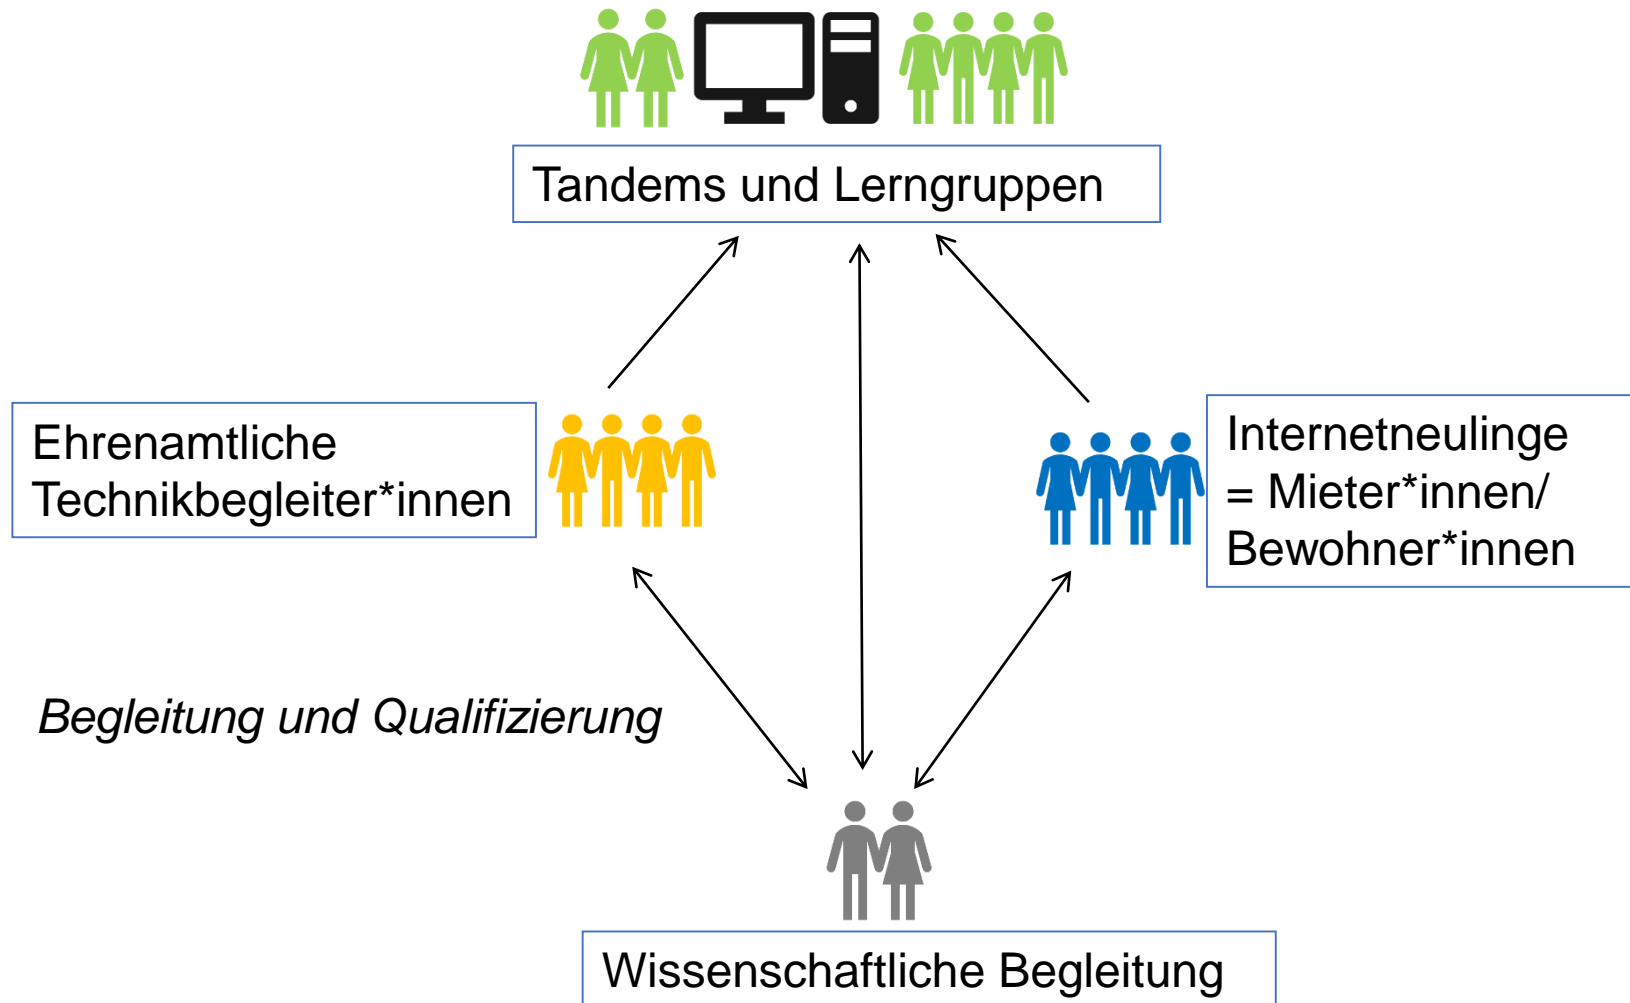 Tandems und Lerngruppen
Ehrenamtliche
Technikbegleiter*innen
Internetneulinge
= Mieter*innen/
Bewohner*innen
Begleitung und Qualifizierung
Wissenschaftliche Begleitung